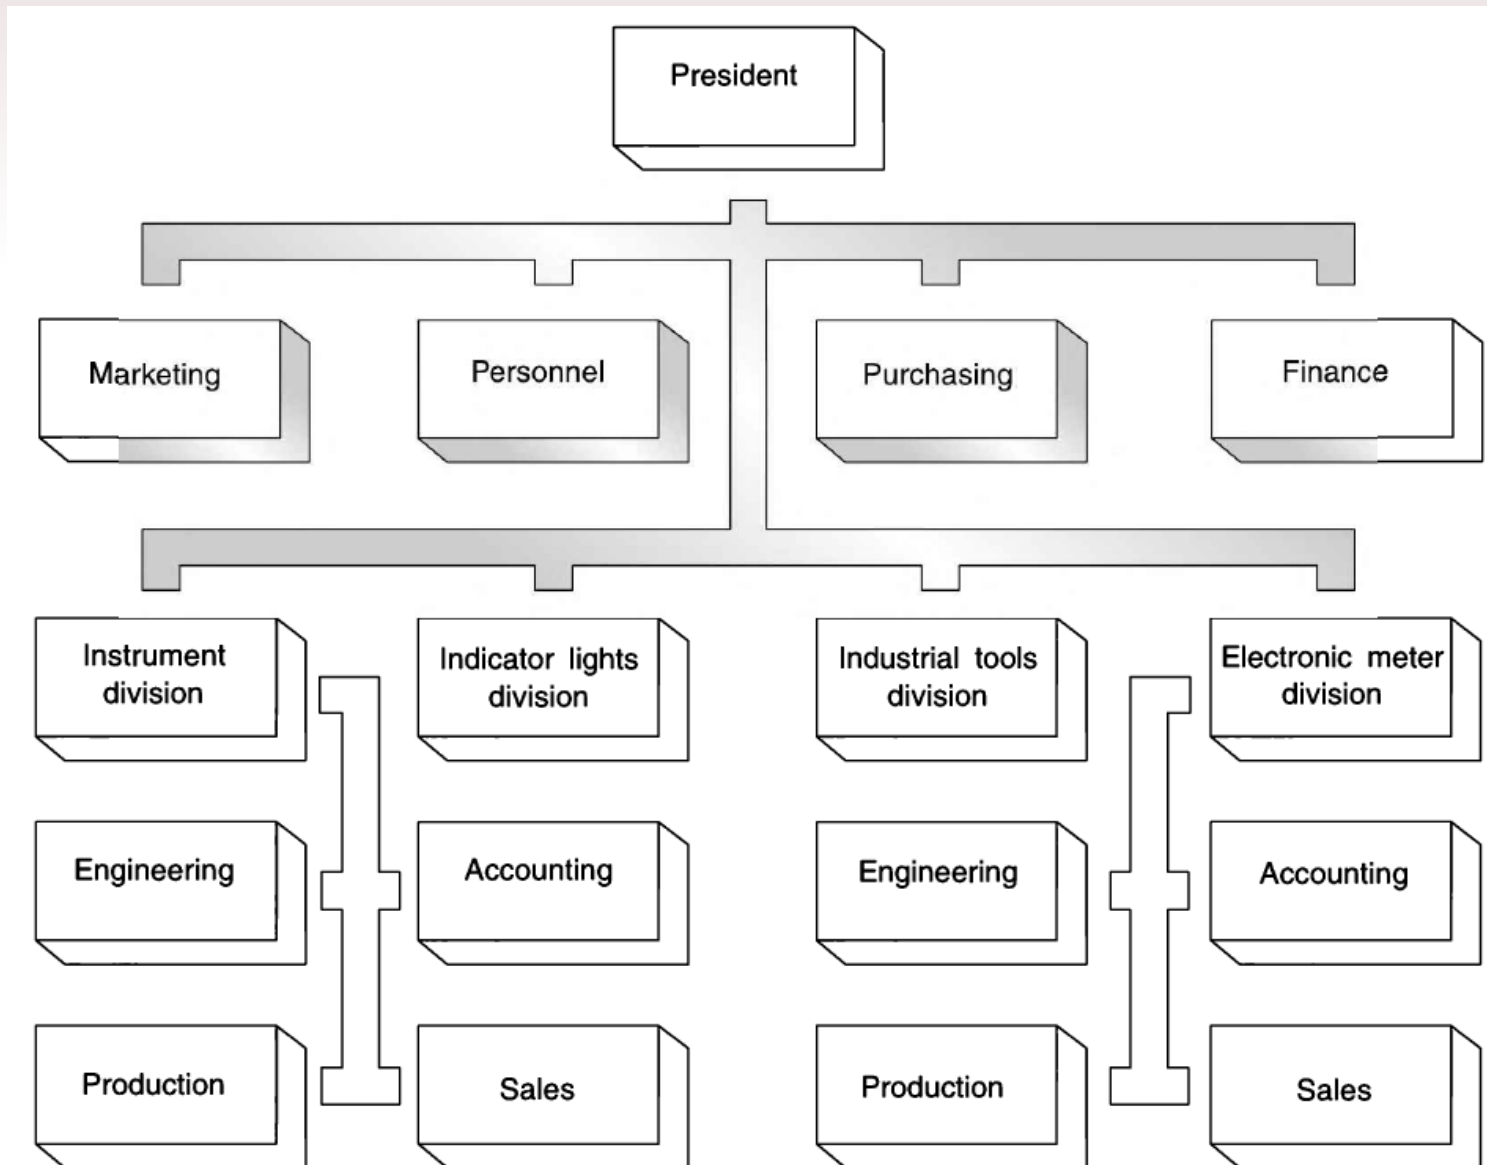 President
Marketing
Personnel
Purchasing
Finance
Instrument
division
Indicator lights
division
Industrial tools
division
Electronic meter
division
Engineering
Accounting
Engineering
Accounting
Production
Sales
Production
Sales